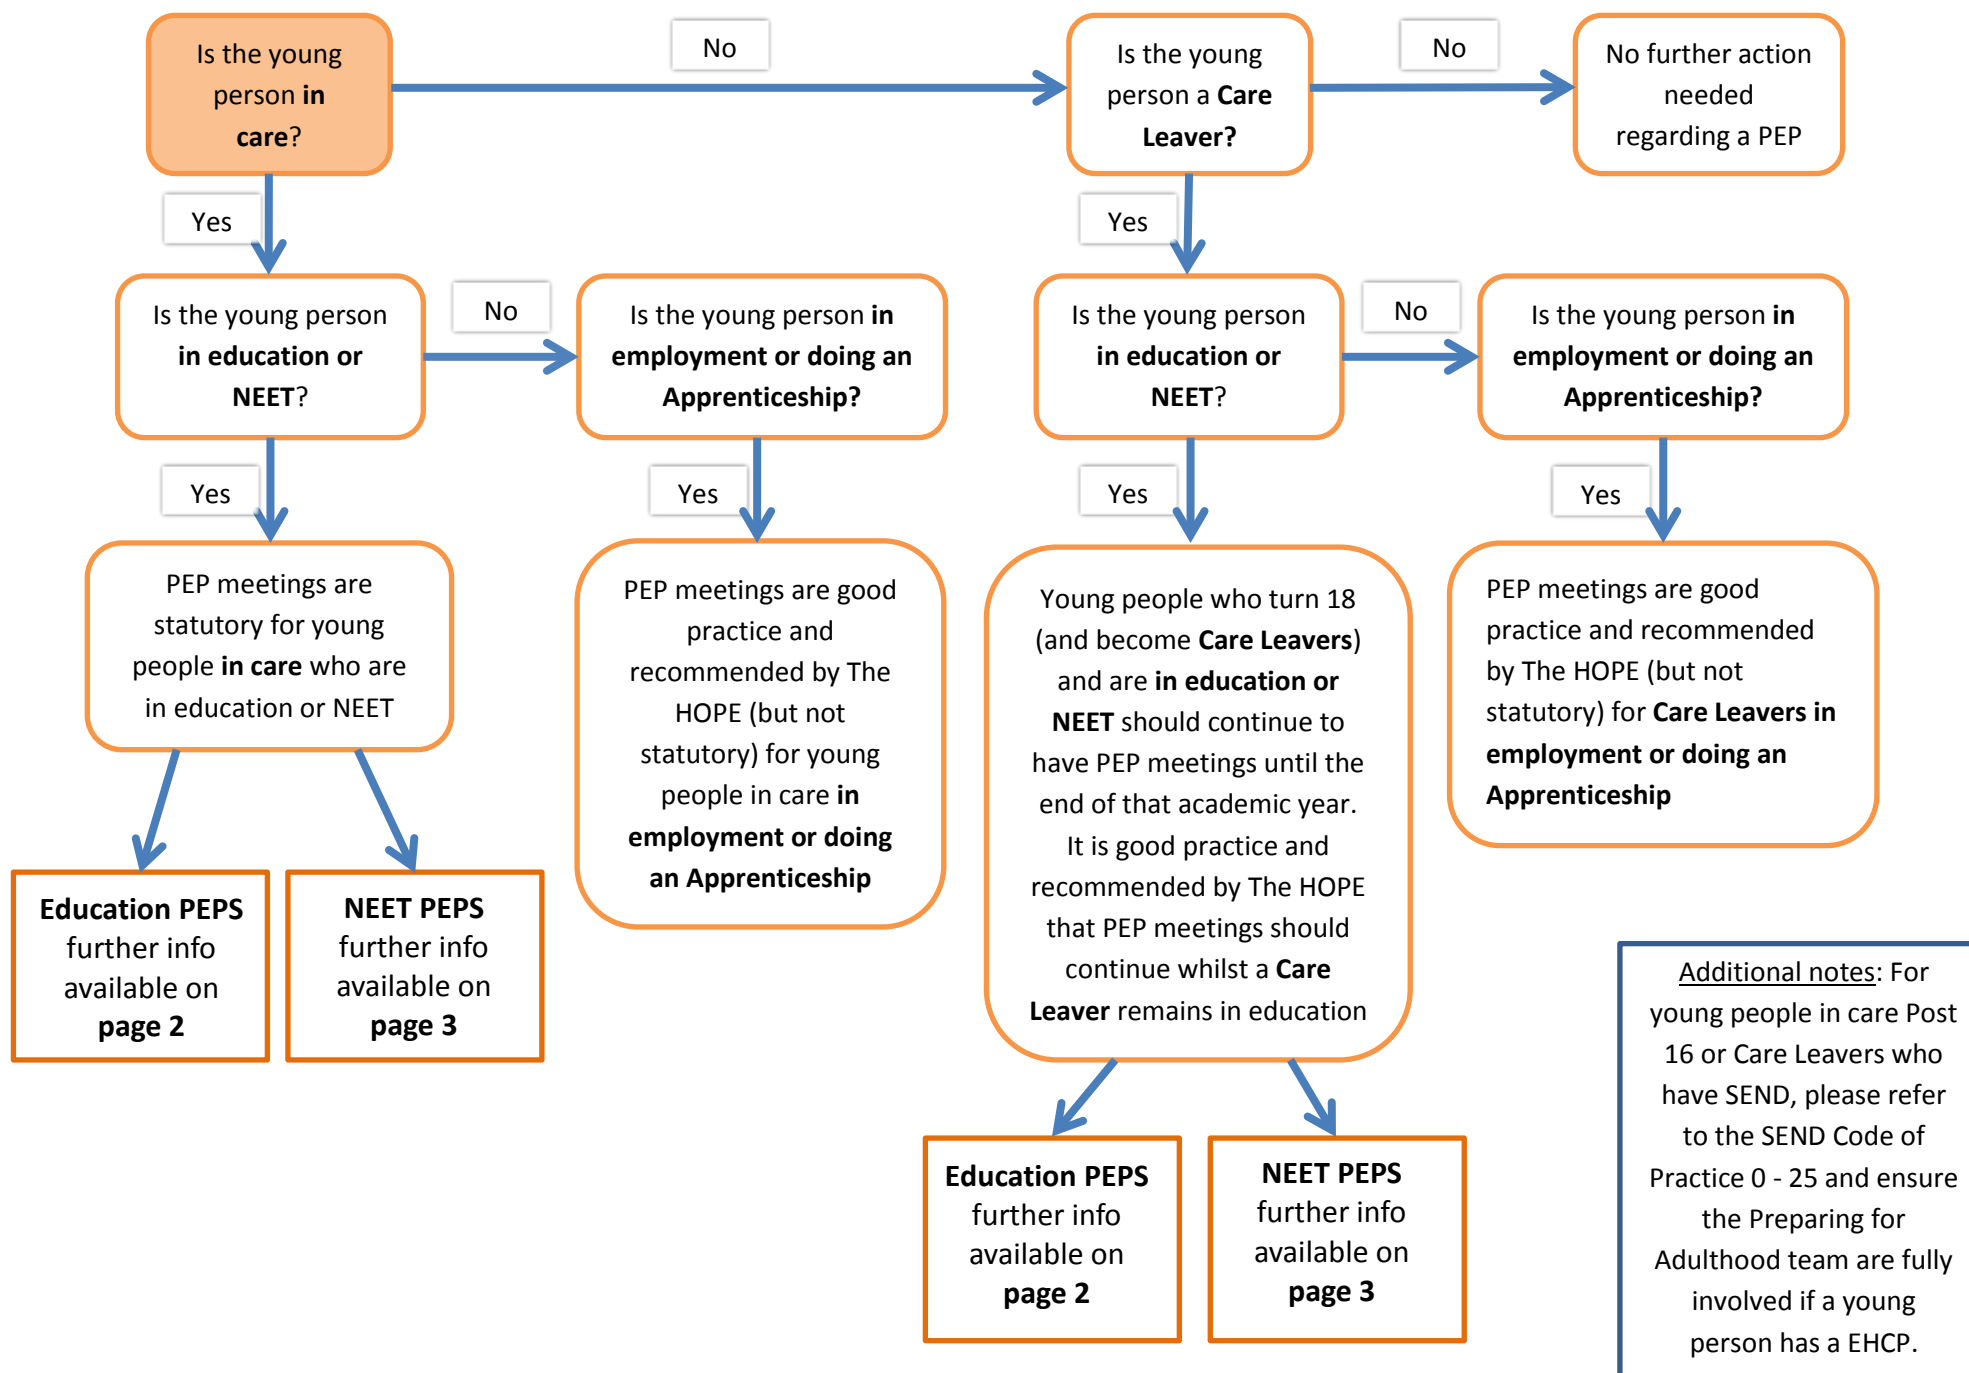 Is the young
person in
care?
No
Is the young
person a Care
Leaver?
No
No further action
needed
regarding a PEP
Yes
Yes
Is the young person
in education or
NEET?
No
Is the young person in
employment or doing an
Apprenticeship?
Is the young person
in education or
NEET?
No
Is the young person in
employment or doing an
Apprenticeship?
Yes
Yes
Yes
Yes
PEP meetings are
statutory for young
people in care who are
in education or NEET
PEP meetings are good
practice and
recommended by The
HOPE (but not
statutory) for young
people in care in
employment or doing
an Apprenticeship
Young people who turn 18
(and become Care Leavers)
and are in education or
NEET should continue to
have PEP meetings until the
end of that academic year.
It is good practice and
recommended by The HOPE
that PEP meetings should
continue whilst a Care
Leaver remains in education
PEP meetings are good
practice and recommended
by The HOPE (but not
statutory) for Care Leavers in
employment or doing an
Apprenticeship
Education PEPS
further info
available on
page 2
NEET PEPS
further info
available on
page 3
Education PEPS
further info
available on
page 2
NEET PEPS
further info
available on
page 3
Additional notes: For
young people in care Post
16 or Care Leavers who
have SEND, please refer
to the SEND Code of
Practice 0 - 25 and ensure
the Preparing for
Adulthood team are fully
involved if a young
person has a EHCP.